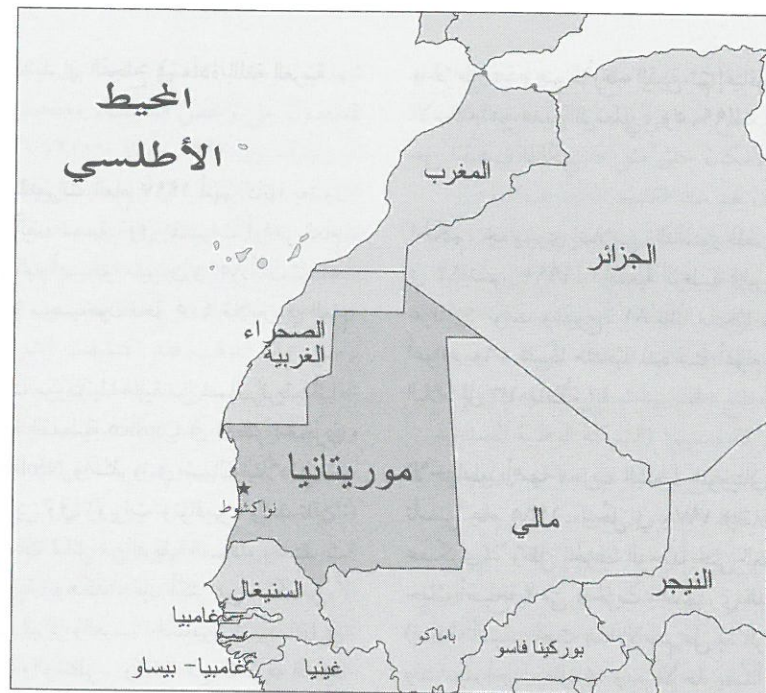 المحيط
الأطلسي
المغرب
الجزائر
الصحراء
الغربية
موريتانيا
نواكشوط
مالي
النيجر
السنيغال
غامبيا
باماكو
بوركينا فاسو
غامبيا - بيساو
غينيا